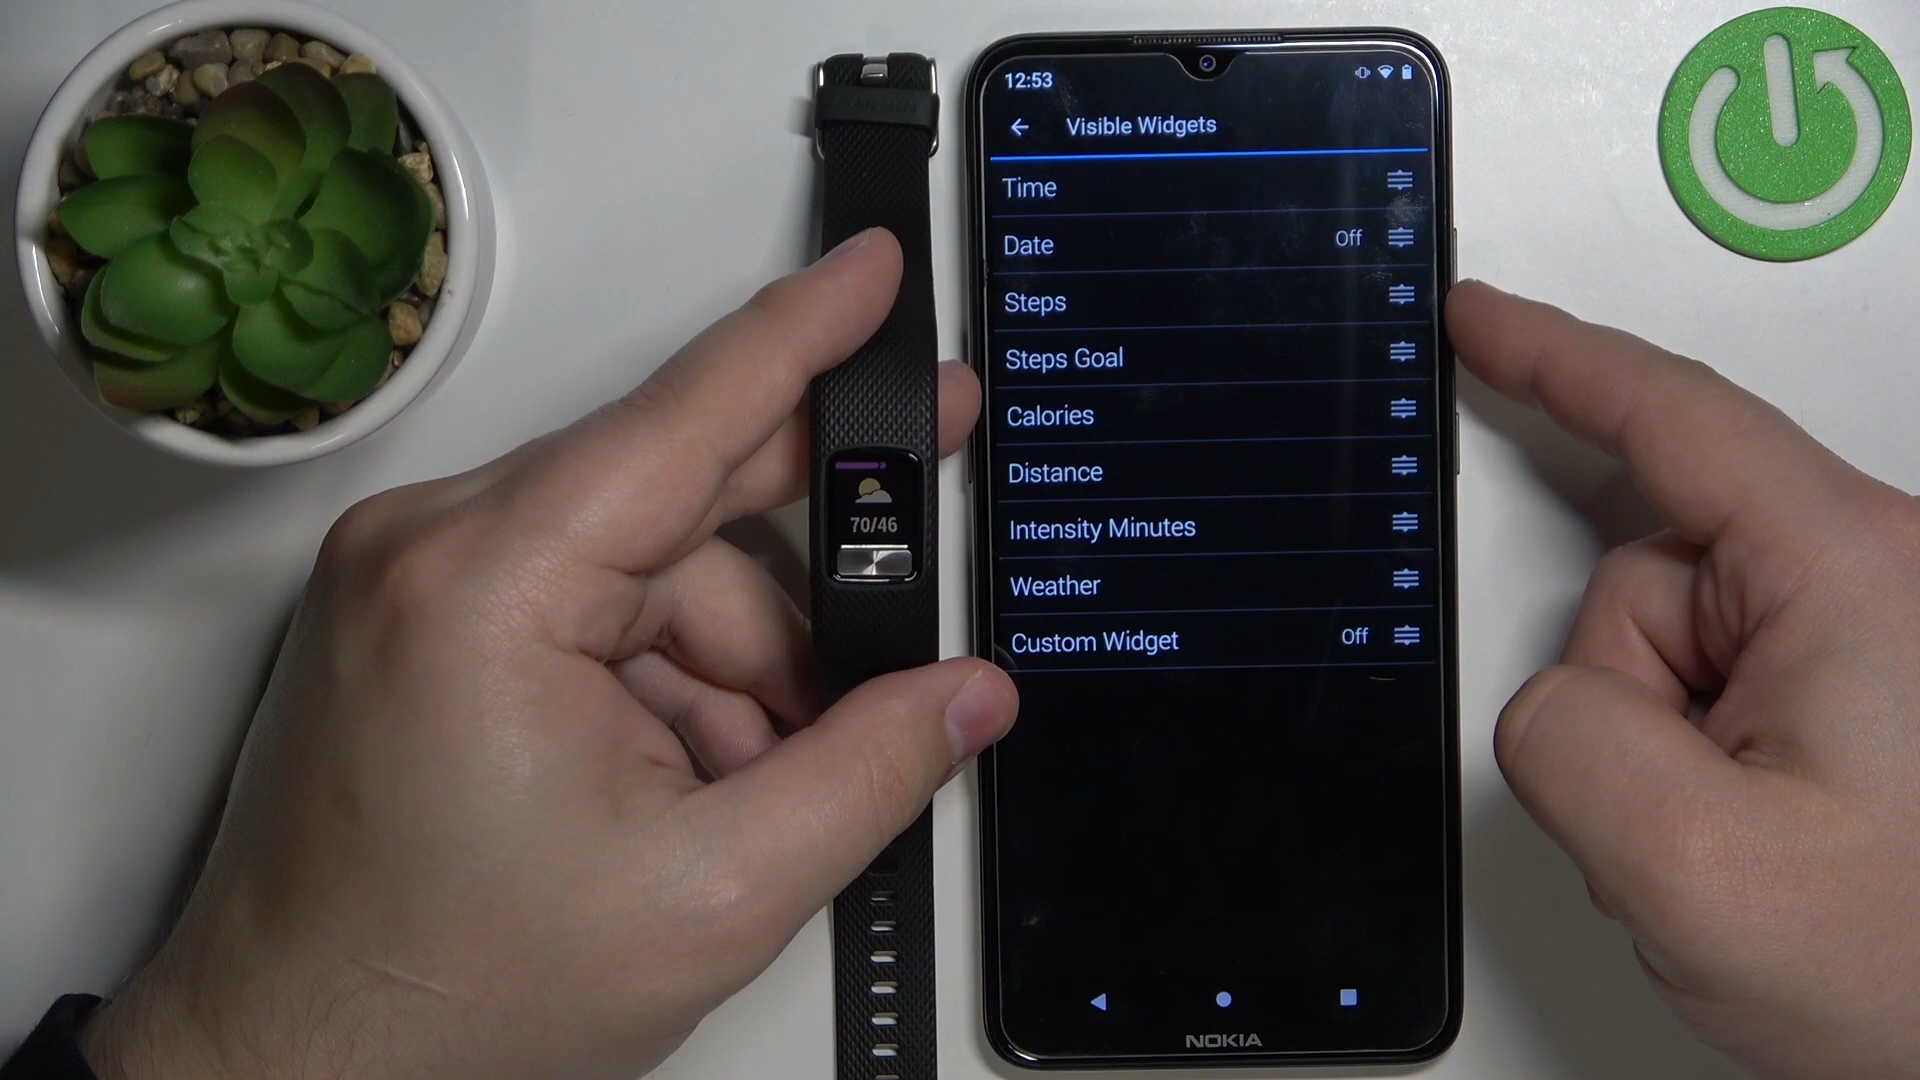 12:53
Visible Widgets
Time
Date Off
Steps
Steps Goal
Calories
Distance
Intensity Minutes
Weather
Custom Widget Off
NOKIA
70/46